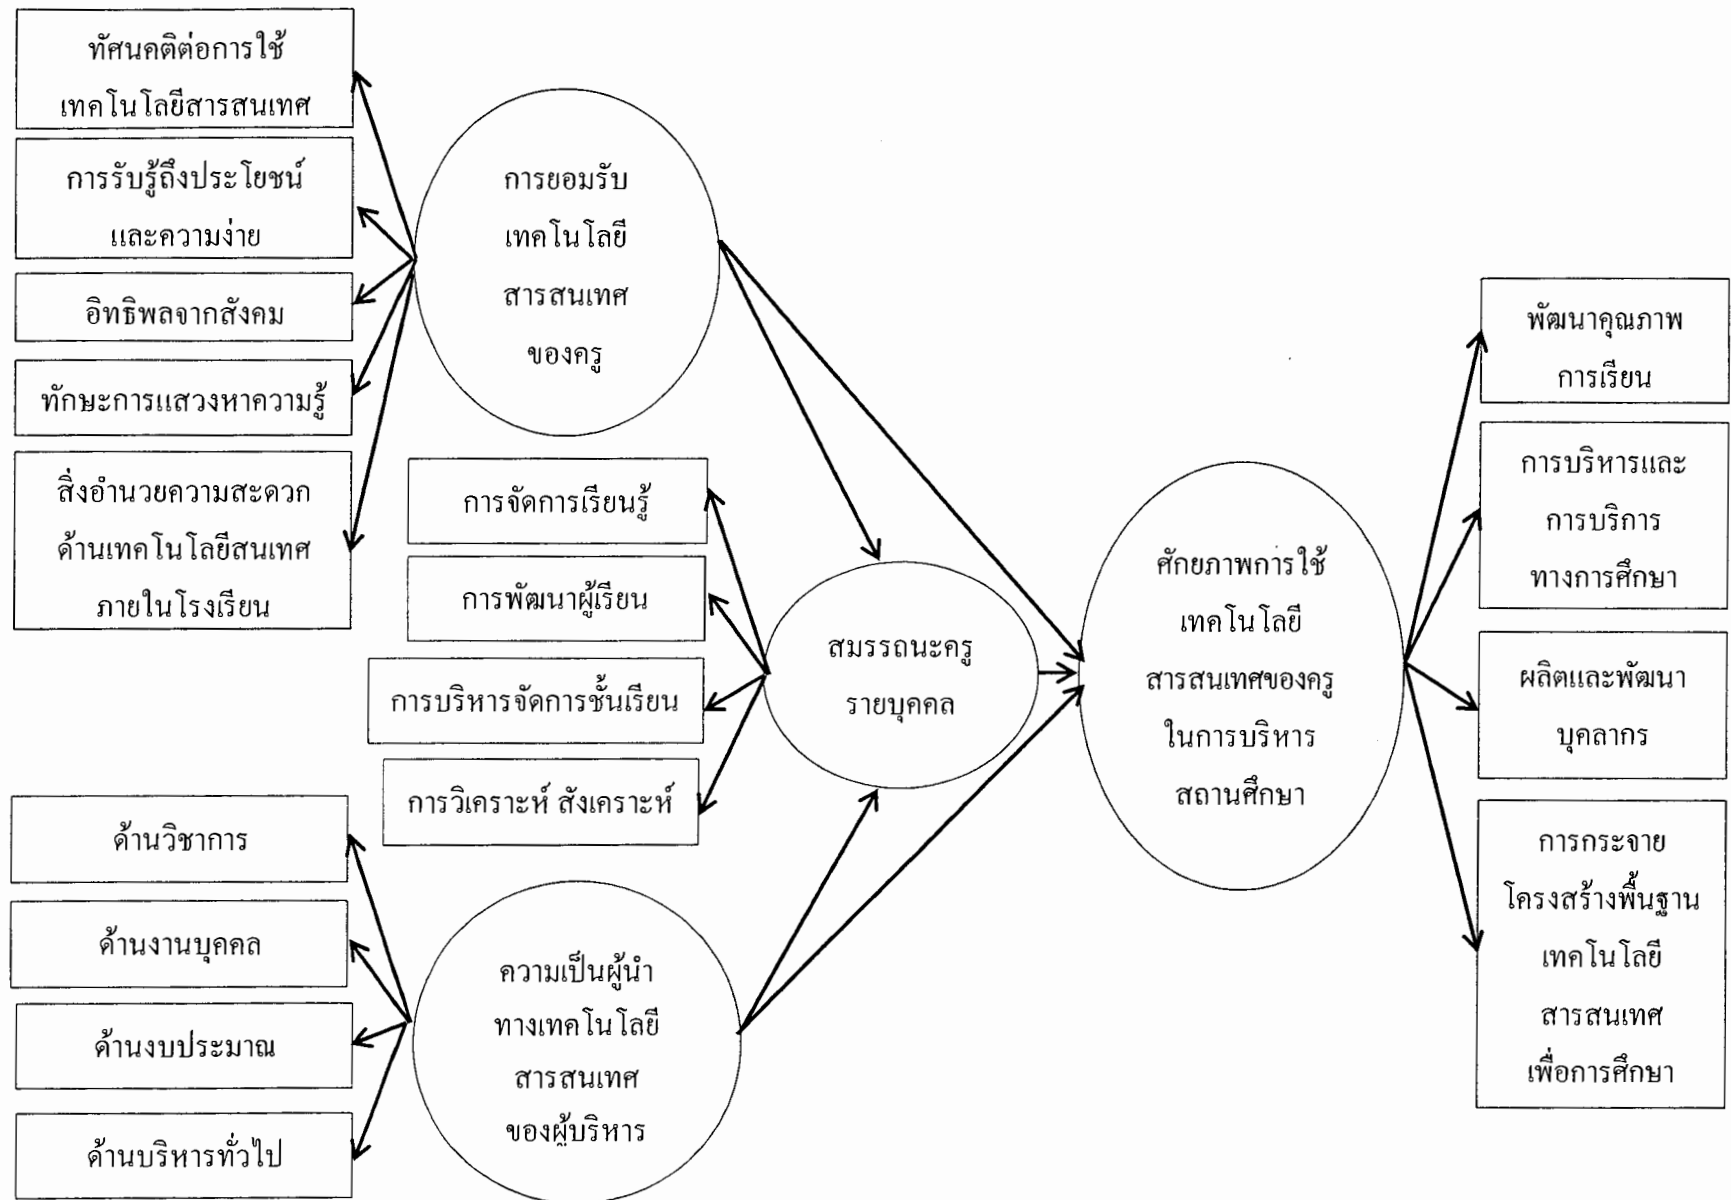 ทัศนคติต่อการใช้
เทคโนโลยีสารสนเทศ
การรับรู้ถึงประโยชน์
และความง่าย
อิทธิพลจากสังคม
ทักษะการแสวงหาความรู้
สิ่งอำนวยความสะดวก
ด้านเทคโนโลยีสนเทศ
ภายในโรงเรียน
การยอมรับ
เทคโนโลยี
สารสนเทศ
ของครู
การจัดการเรียนรู้
การพัฒนาผู้เรียน
การบริหารจัดการชั้นเรียน
การวิเคราะห์ สังเคราะห์
สมรรถนะครู
รายบุคคล
ด้านวิชาการ
ด้านงานบุคคล
ด้านงบประมาณ
ด้านบริหารทั่วไป
ความเป็นผู้นำ
ทางเทคโนโลยี
สารสนเทศ
ของผู้บริหาร
ศักยภาพการใช้
เทคโนโลยี
สารสนเทศของครู
ในการบริหาร
สถานศึกษา
พัฒนาคุณภาพ
การเรียน
การบริหารและ
การบริการ
ทางการศึกษา
ผลิตและพัฒนา
บุคลากร
การกระจาย
โครงสร้างพื้นฐาน
เทคโนโลยี
สารสนเทศ
เพื่อการศึกษา